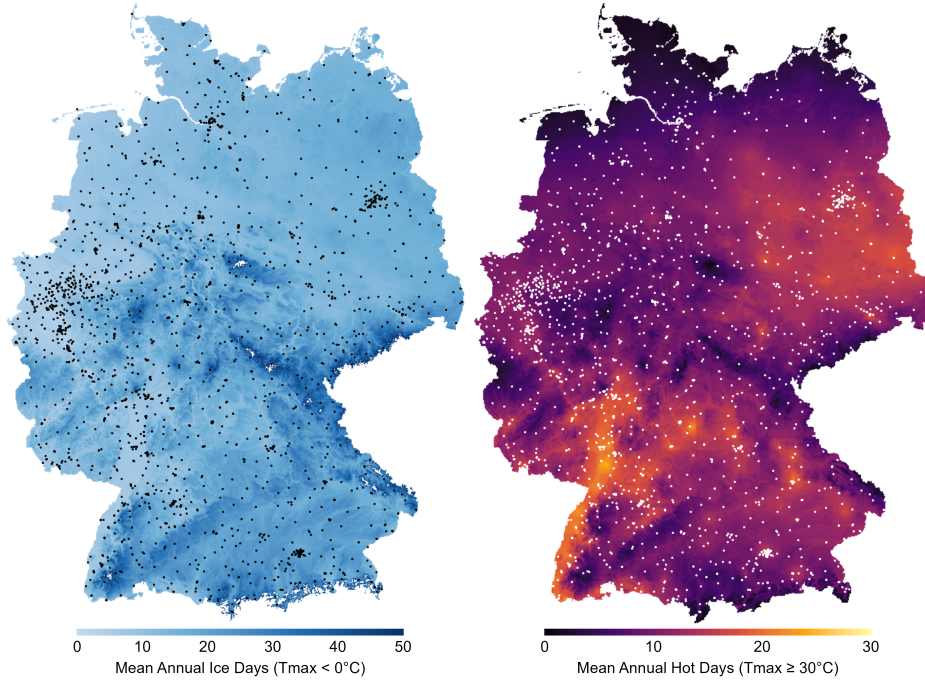 0 10 20 30 40 50
Mean Annual Ice Days (Tmax < 0°C)
0 10 20 30
Mean Annual Hot Days (Tmax ≥ 30°C)